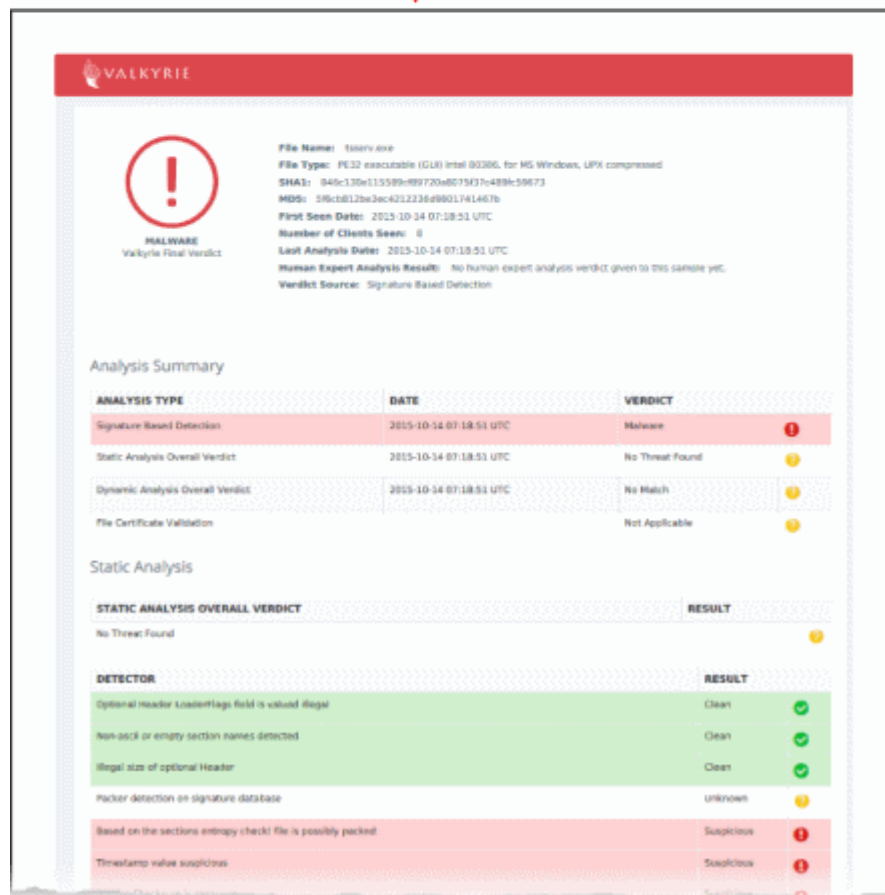 VALKYRIE
File Name: tsserv.exe
File Type: PE32 executable (GUI) Intel 80386, for MS Windows, UPX compressed
SHA1:
MD5:
First Seen Date: 2015-10-14 07:18:51 UTC
Number of Clients Seen: 8
Last Analysis Date: 2015-10-14 07:18:51 UTC
Human Expert Analysis Result: No human expert analysis verdict given to this sample yet.
Verdict Source: Signature Based Detection
MALWARE
Valkyrie Final Verdict
Analysis Summary
ANALYSIS TYPE DATE VERDICT
Signature Based Detection 2015-10-14 07:18:51 UTC Malware
Static Analysis Overall Verdict 2015-10-14 07:18:51 UTC No Threat Found
Dynamic Analysis Overall Verdict 2015-10-14 07:18:51 UTC No Match
File Certificate Validation Not Applicable
Static Analysis
STATIC ANALYSIS OVERALL VERDICT RESULT
No Threat Found
DETECTOR RESULT
Optional Header LoaderFlags field is valued illegal Clean
Non-ascii or empty section names detected Clean
Illegal size of optional Header Clean
Packer detection on signature database Unknown
Based on the sections entropy check! file is possibly packed Suspicious
Timestamp value suspicious Suspicious